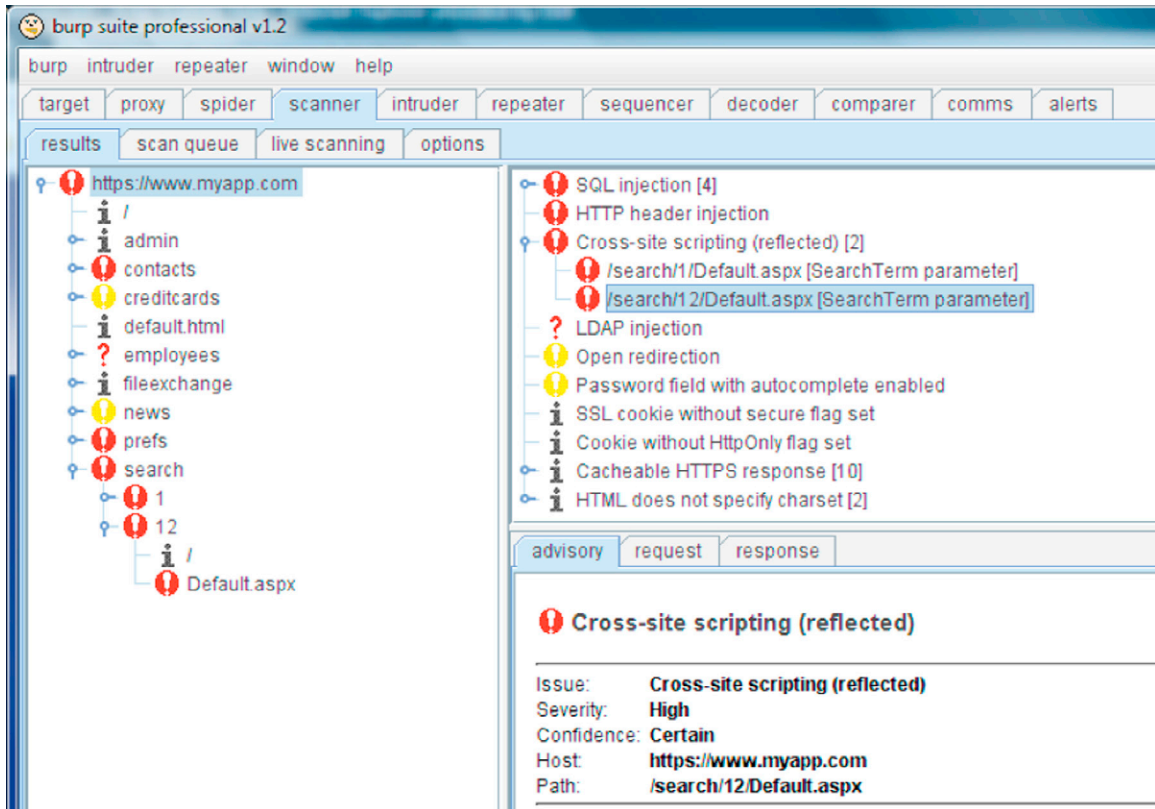 burp suite professional v1.2
burp intruder repeater window help
target proxy spider scanner intruder repeater sequencer decoder comparer comms alerts
results scan queue live scanning options
https://www.myapp.com
/
admin
contacts
creditcards
default.html
employees
fileexchange
news
prefs
search
1
12
/
Default.aspx
SQL injection [4]
HTTP header injection
Cross-site scripting (reflected) [2]
/search/1/Default.aspx [SearchTerm parameter]
/search/12/Default.aspx [SearchTerm parameter]
LDAP injection
Open redirection
Password field with autocomplete enabled
SSL cookie without secure flag set
Cookie without HttpOnly flag set
Cacheable HTTPS response [10]
HTML does not specify charset [2]
advisory request response
Cross-site scripting (reflected)
Issue: Cross-site scripting (reflected)
Severity: High
Confidence: Certain
Host: https://www.myapp.com
Path: /search/12/Default.aspx